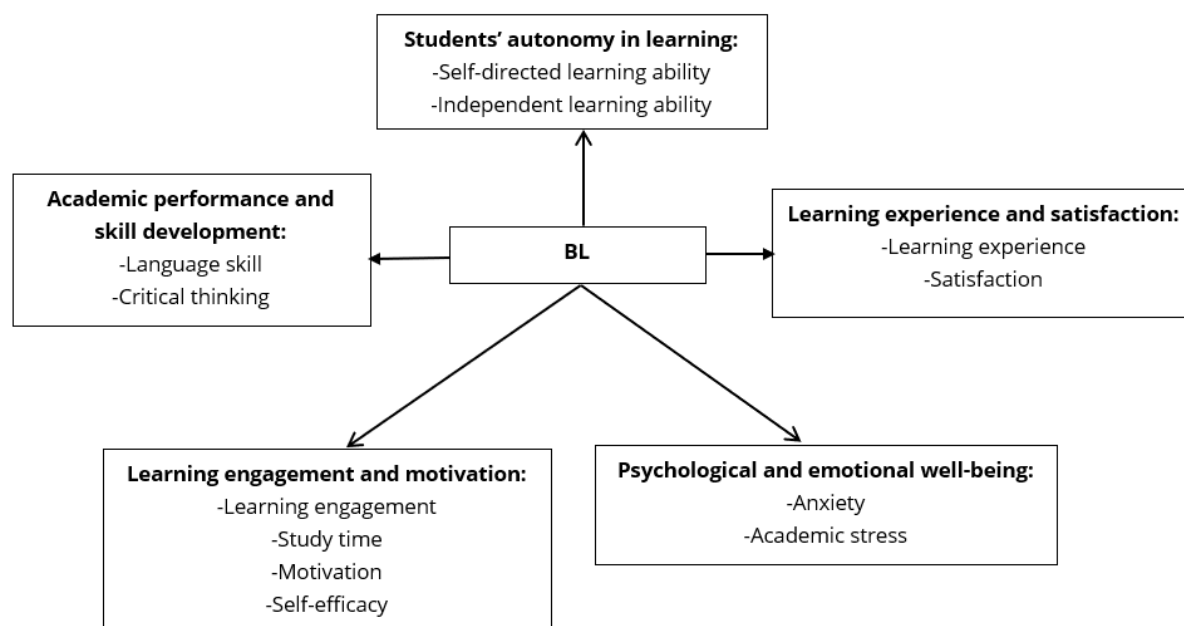 Students’ autonomy in learning:
-Self-directed learning ability
-Independent learning ability
Academic performance and
skill development:
-Language skill
-Critical thinking
BL
Learning experience and satisfaction:
-Learning experience
-Satisfaction
Learning engagement and motivation:
-Learning engagement
-Study time
-Motivation
-Self-efficacy
Psychological and emotional well-being:
-Anxiety
-Academic stress